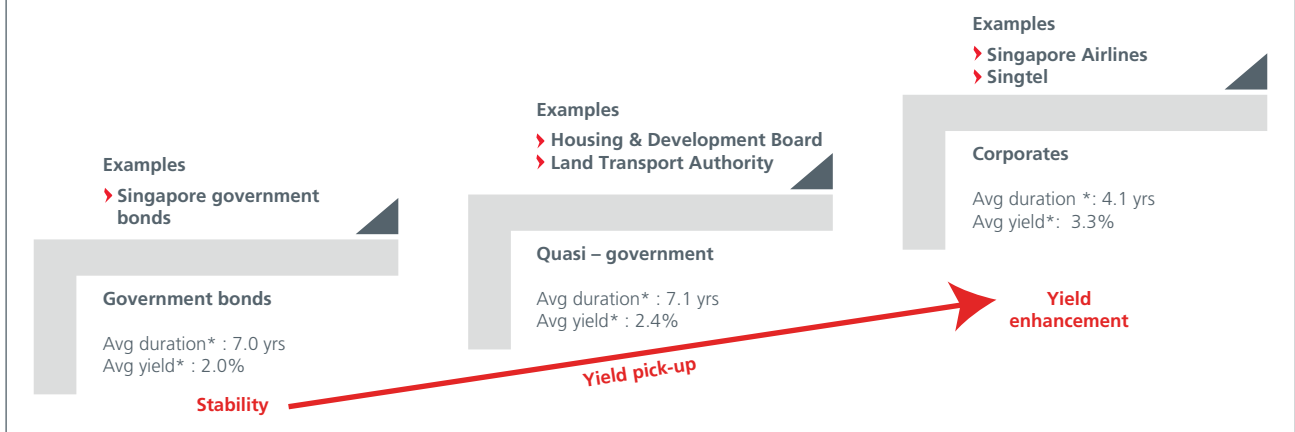 Examples
Singapore government
bonds
Government bonds
Avg duration* : 7.0 yrs
Avg yield* : 2.0%
Stability
Examples
Housing & Development Board
Land Transport Authority
Quasi – government
Avg duration* : 7.1 yrs
Avg yield* : 2.4%
Yield pick-up
Examples
Singapore Airlines
Singtel
Corporates
Avg duration *: 4.1 yrs
Avg yield*: 3.3%
Yield
enhancement